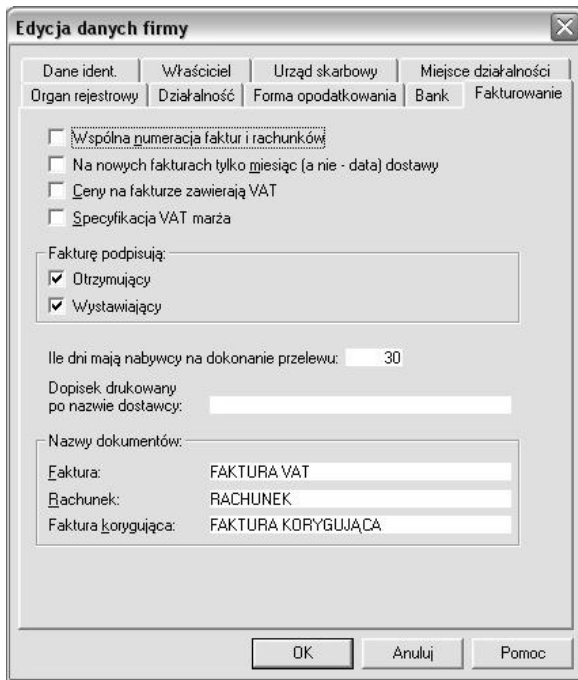 Edycja danych firmy
Dane ident. Właściciel Urząd skarbowy Miejsce działalności
Organ rejestrowy Działalność Forma opodatkowania Bank Fakturowanie
Wspólna numeracja faktur i rachunków
Na nowych fakturach tylko miesiąc (a nie - data) dostawy
Ceny na fakturze zawierają VAT
Specyfikacja VAT marża
Fakturę podpisują:
Otrzymujący
Wystawiający
Ile dni mają nabywcy na dokonanie przelewu: 30
Dopisek drukowany
po nazwie dostawcy:
Nazwy dokumentów:
Faktura: FAKTURA VAT
Rachunek: RACHUNEK
Faktura korygująca: FAKTURA KORYGUJĄCA
OK Anuluj Pomoc